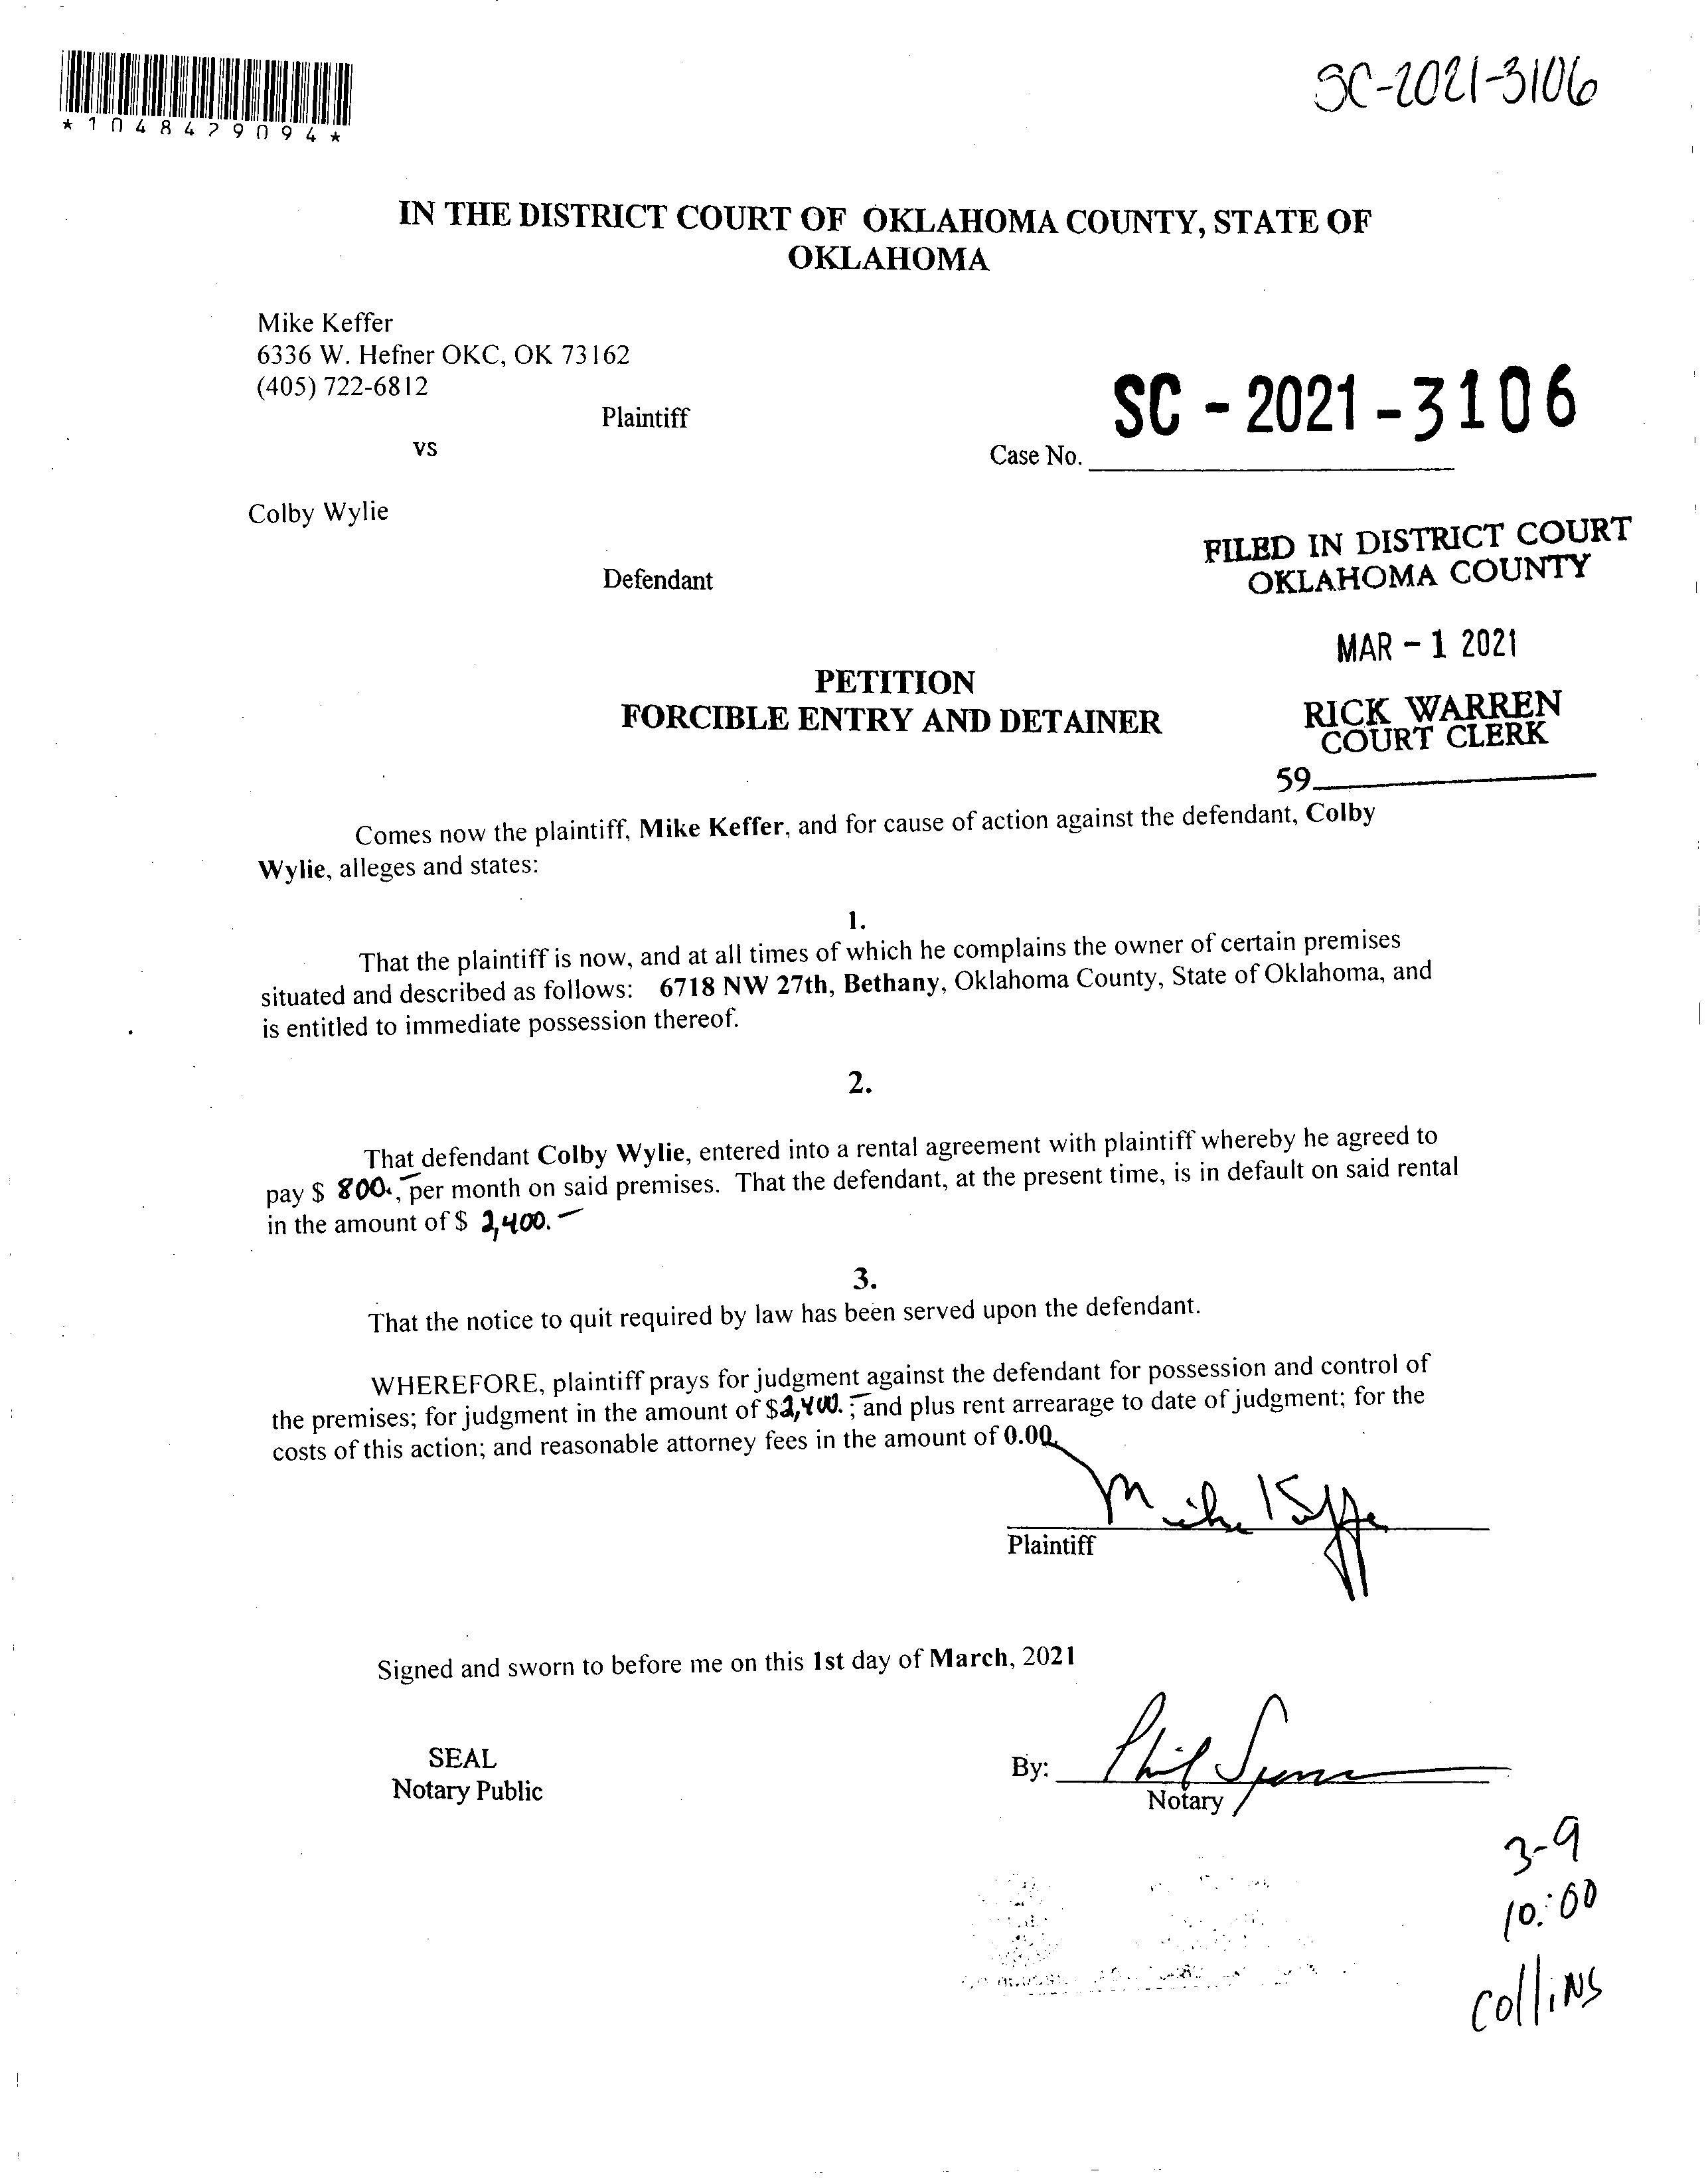 SC-2021-3106
*1048429094*
IN THE DISTRICT COURT OF OKLAHOMA COUNTY, STATE OF
OKLAHOMA
Mike Keffer
6336 W. Hefner OKC, OK 73162
(405) 722-6812
Plaintiff
vs
SC - 2021 - 3106
Case No.
Colby Wylie
Defendant
FILED IN DISTRICT COURT
OKLAHOMA COUNTY
MAR - 1 2021
RICK WARREN
COURT CLERK
59
PETITION
FORCIBLE ENTRY AND DETAINER
Comes now the plaintiff, Mike Keffer, and for cause of action against the defendant, Colby
Wylie, alleges and states:
1.
That the plaintiff is now, and at all times of which he complains the owner of certain premises
situated and described as follows: 6718 NW 27th, Bethany, Oklahoma County, State of Oklahoma, and
is entitled to immediate possession thereof.
2.
That defendant Colby Wylie, entered into a rental agreement with plaintiff whereby he agreed to
pay $ 800.-, per month on said premises. That the defendant, at the present time, is in default on said rental
in the amount of $ 2,400.-
3.
That the notice to quit required by law has been served upon the defendant.
WHEREFORE, plaintiff prays for judgment against the defendant for possession and control of
the premises; for judgment in the amount of $2,400.-; and plus rent arrearage to date of judgment; for the
costs of this action; and reasonable attorney fees in the amount of 0.00.
Mike Keffer
Plaintiff
Signed and sworn to before me on this 1st day of March, 2021
SEAL
Notary Public
By: Phil
Notary
3-9
10:00
Collins